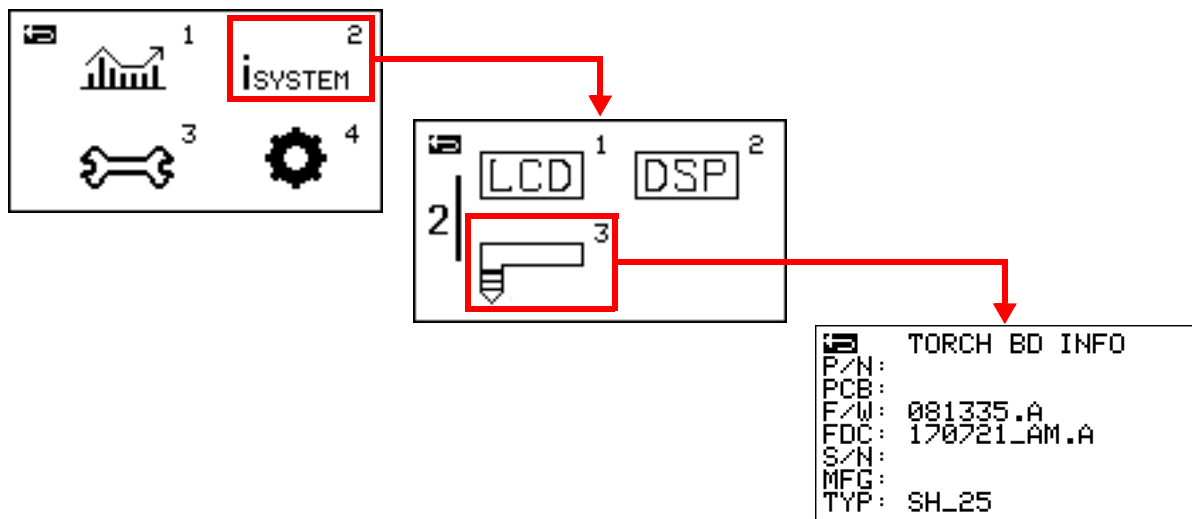 1
2
iSYSTEM
3
4
1
2
LCD
DSP
2
3
TORCH BD INFO
P/N:
PCB:
F/W: 081335.A
FDC: 170721_AM.A
S/N:
MFG:
TYP: SH_25